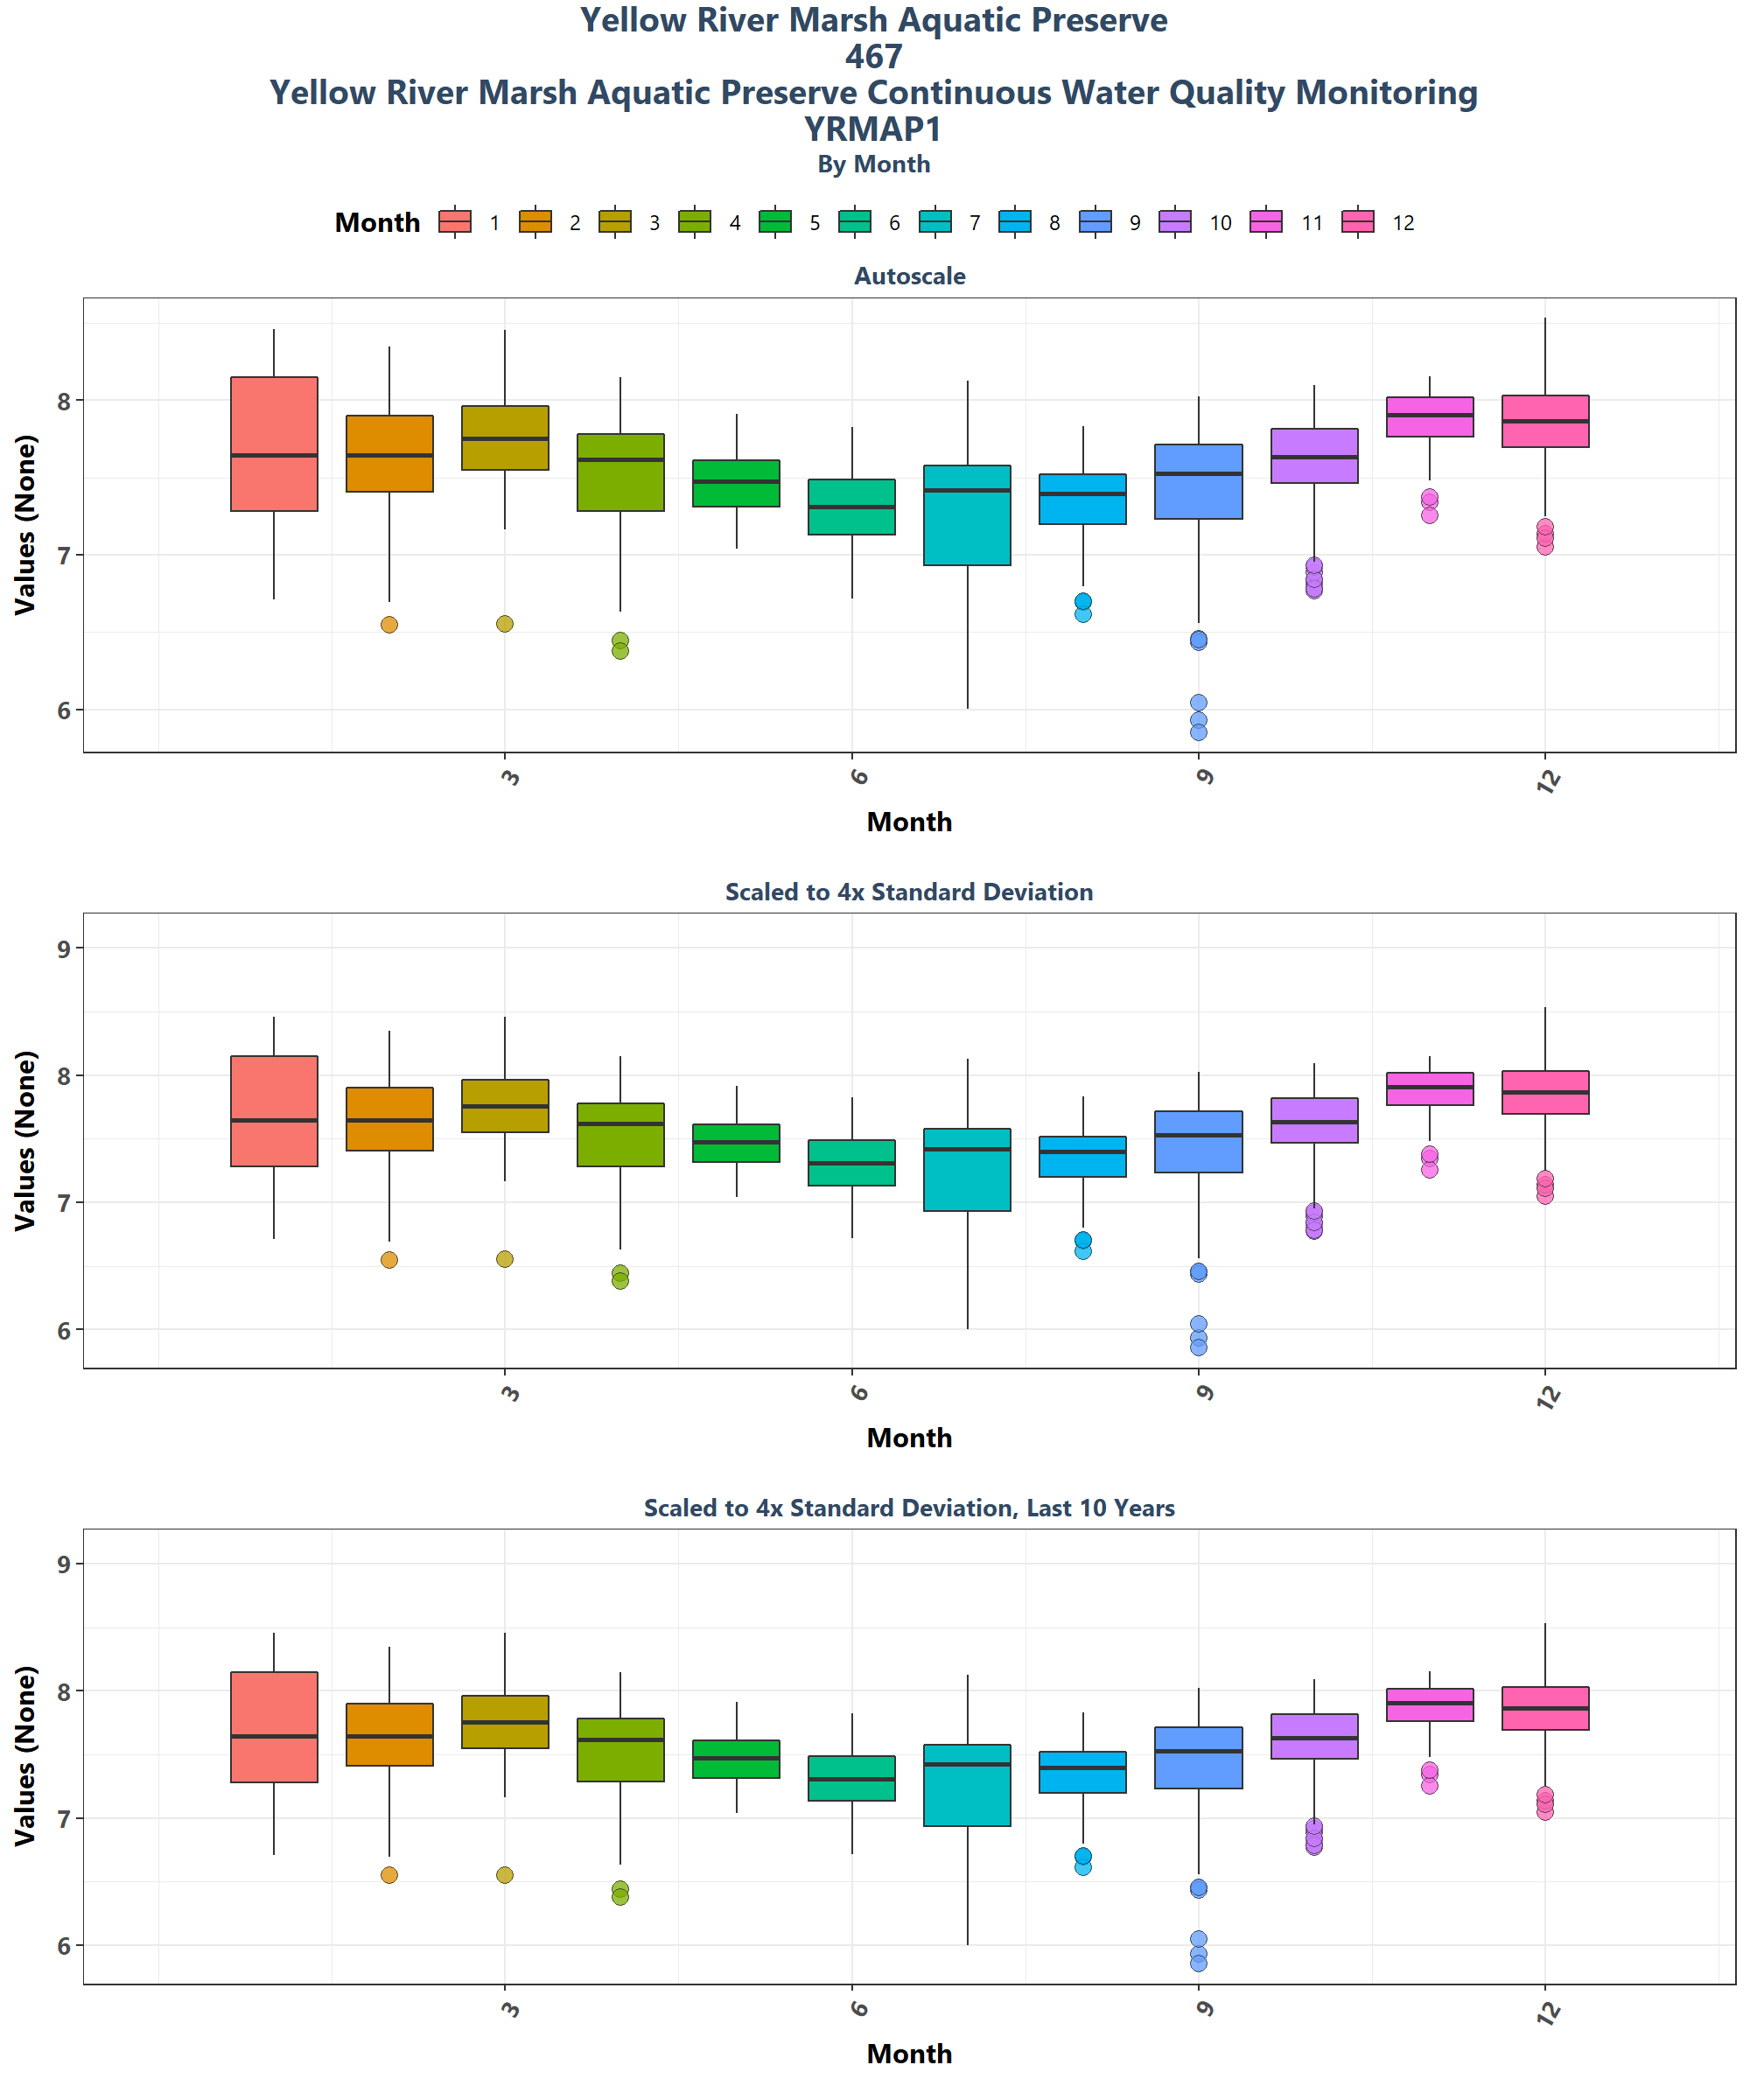 Yellow River Marsh Aquatic Preserve
467
Yellow River Marsh Aquatic Preserve Continuous Water Quality Monitoring
YRMAP1
By Month
Month 1 2 3 4 5 6 7 8 9 10 11 12
Autoscale
Values (None)
8
7
6
3 6 9 12
Month
Scaled to 4x Standard Deviation
Values (None)
9
8
7
6
3 6 9 12
Month
Scaled to 4x Standard Deviation, Last 10 Years
Values (None)
9
8
7
6
3 6 9 12
Month